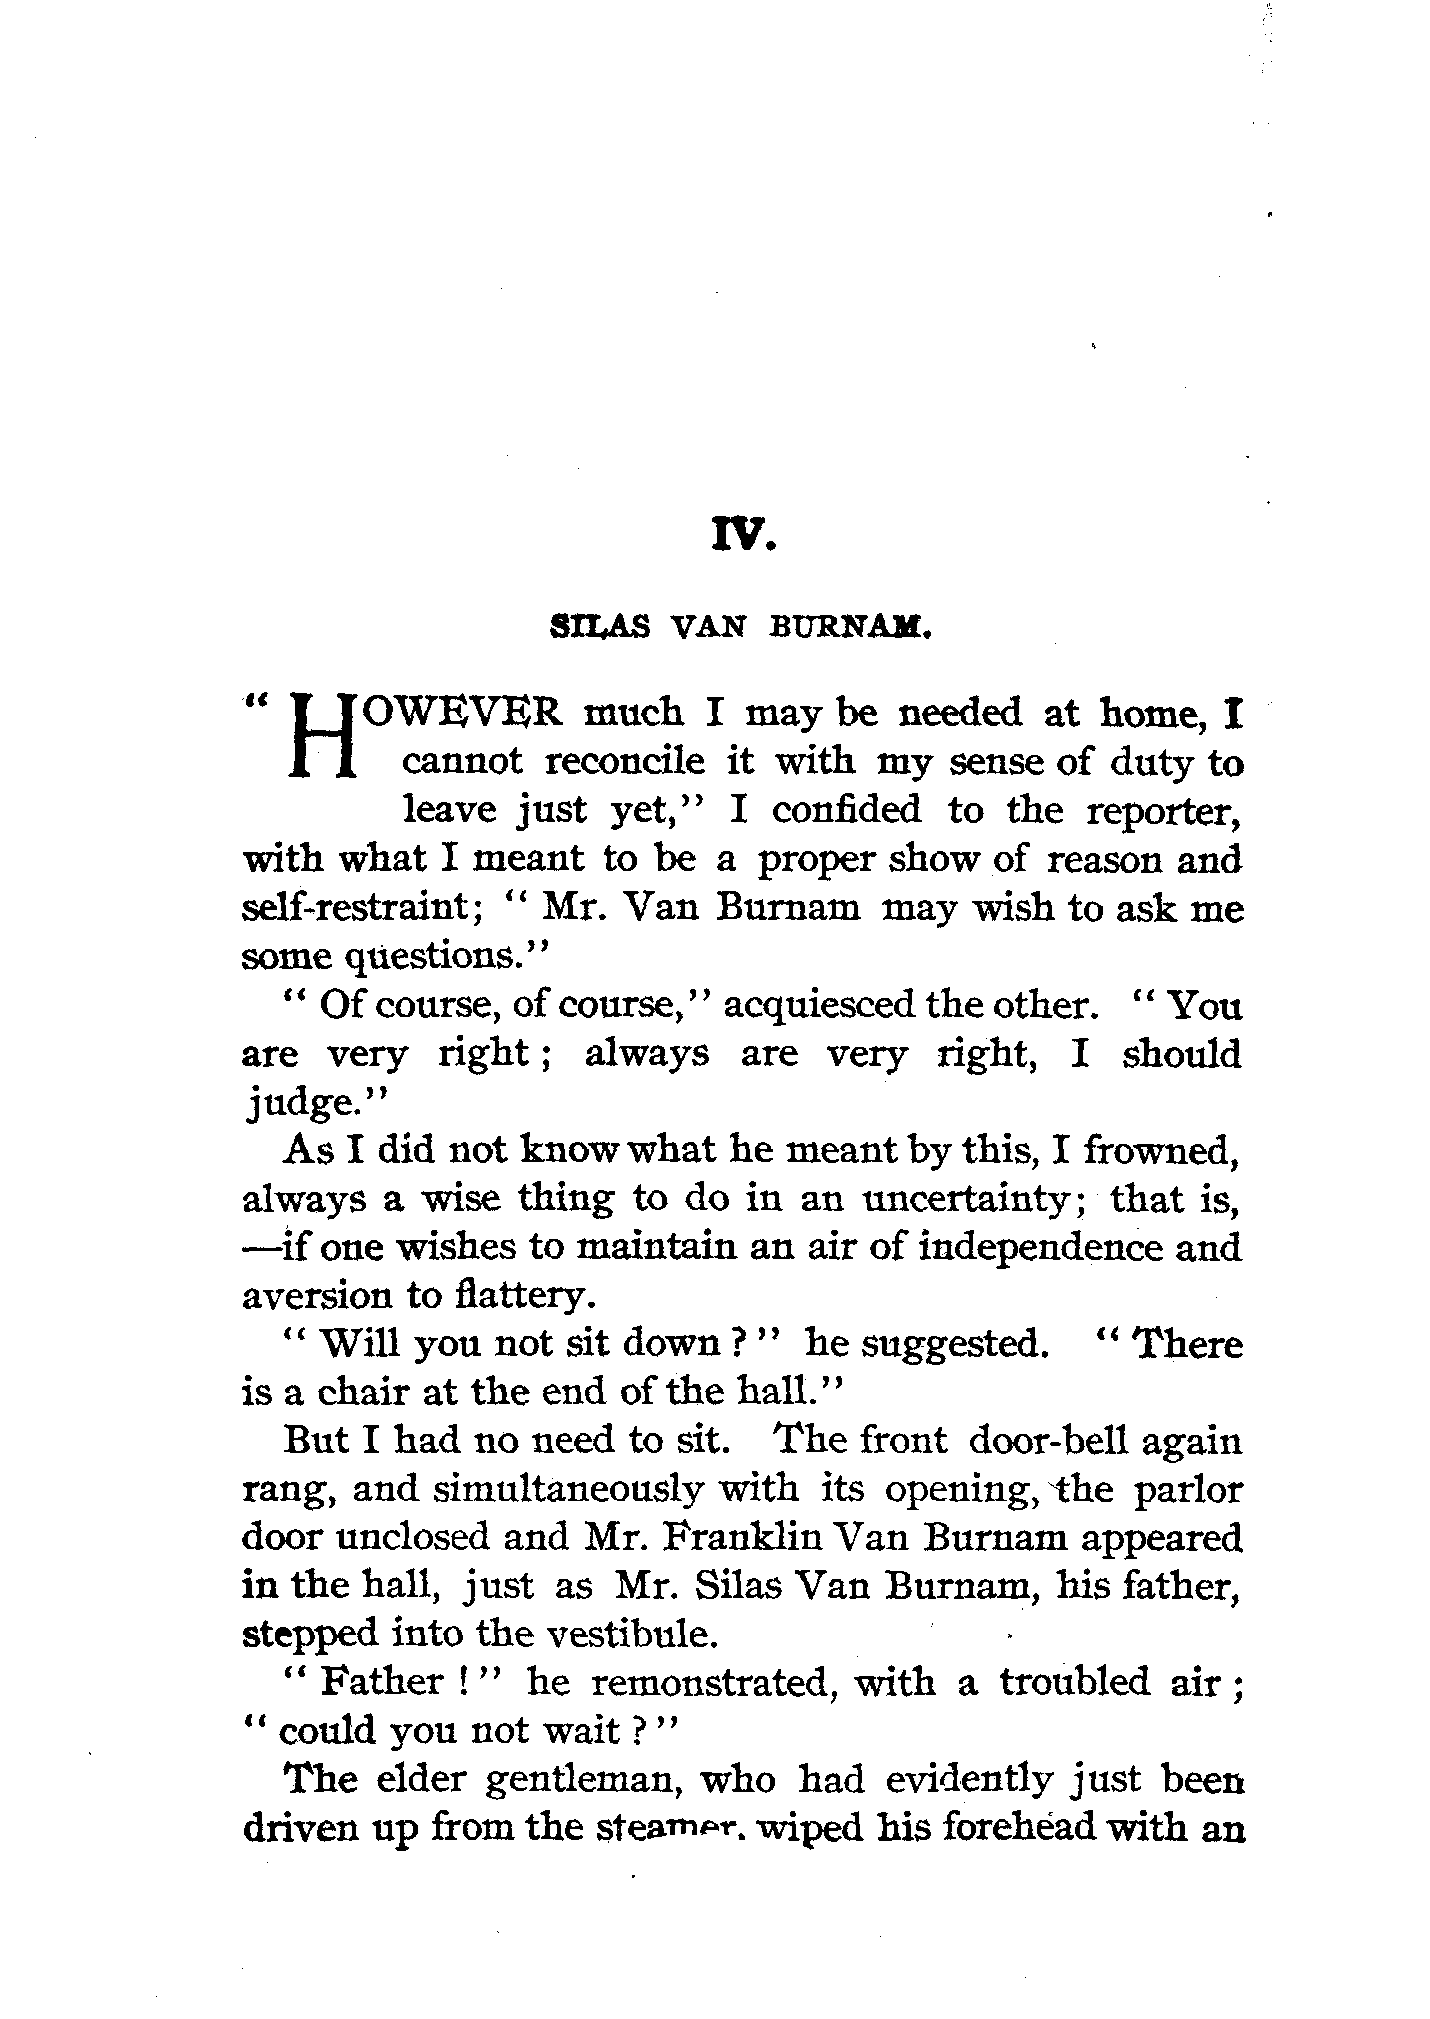 IV.
SILAS VAN BURNAM.
“ HOWEVER much I may be needed at home, I
cannot reconcile it with my sense of duty to
leave just yet,” I confided to the reporter,
with what I meant to be a proper show of reason and
self-restraint; “ Mr. Van Burnam may wish to ask me
some questions.”
“ Of course, of course,” acquiesced the other. “ You
are very right ; always are very right, I should
judge.”
As I did not know what he meant by this, I frowned,
always a wise thing to do in an uncertainty; that is,
—if one wishes to maintain an air of independence and
aversion to flattery.
“ Will you not sit down ? ” he suggested. “ There
is a chair at the end of the hall.”
But I had no need to sit. The front door-bell again
rang, and simultaneously with its opening, the parlor
door unclosed and Mr. Franklin Van Burnam appeared
in the hall, just as Mr. Silas Van Burnam, his father,
stepped into the vestibule.
“ Father ! ” he remonstrated, with a troubled air ;
“ could you not wait ? ”
The elder gentleman, who had evidently just been
driven up from the steamer, wiped his forehead with an